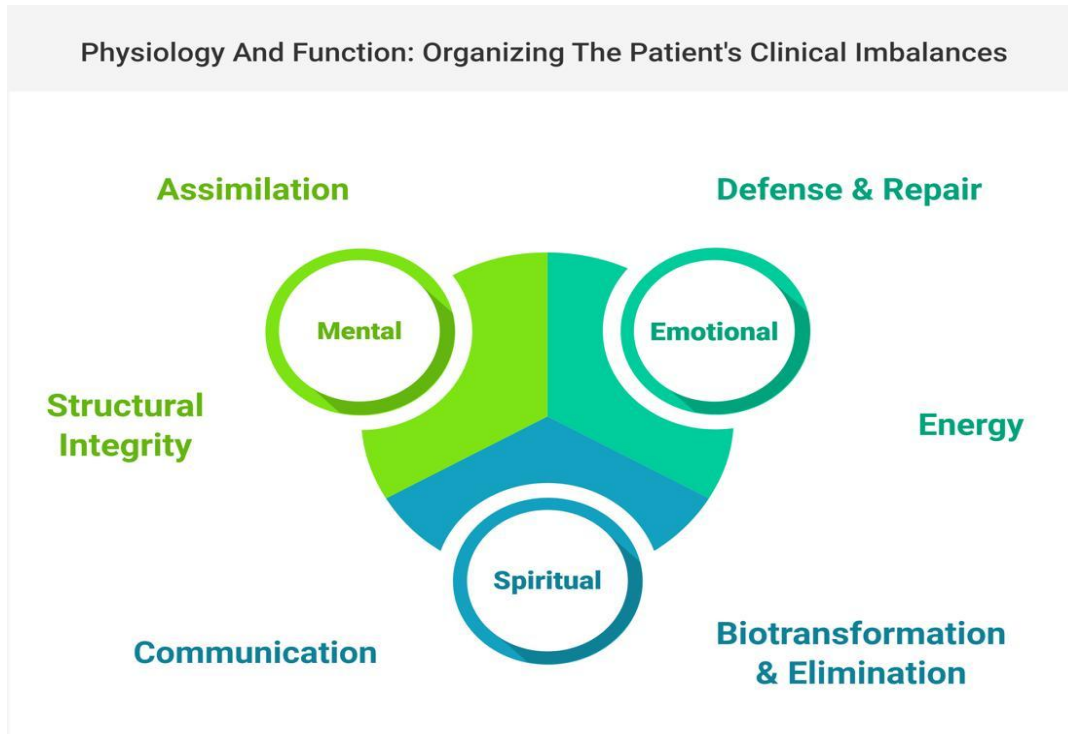 Physiology And Function: Organizing The Patient's Clinical Imbalances
Assimilation
Defense & Repair
Mental
Emotional
Structural
Integrity
Energy
Spiritual
Communication
Biotransformation
& Elimination